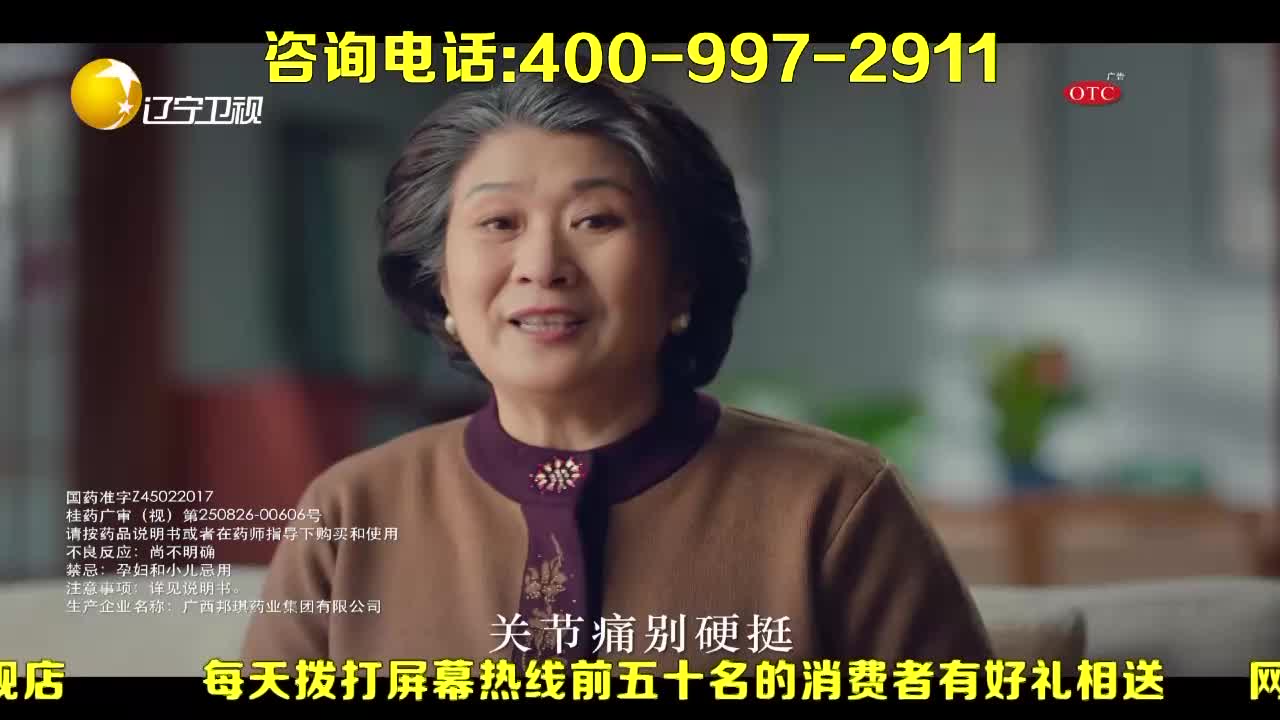 咨询电话:400-997-2911
辽宁卫视
广告
OTC
国药准字Z45022017
桂药广审（视）第250826-00606号
请按药品说明书或者在药师指导下购买和使用
不良反应：尚不明确
禁忌：孕妇和小儿忌用
注意事项：详见说明书。
生产企业名称：广西邦琪药业集团有限公司
关节痛别硬挺
舰店 每天拨打屏幕热线前五十名的消费者有好礼相送 网